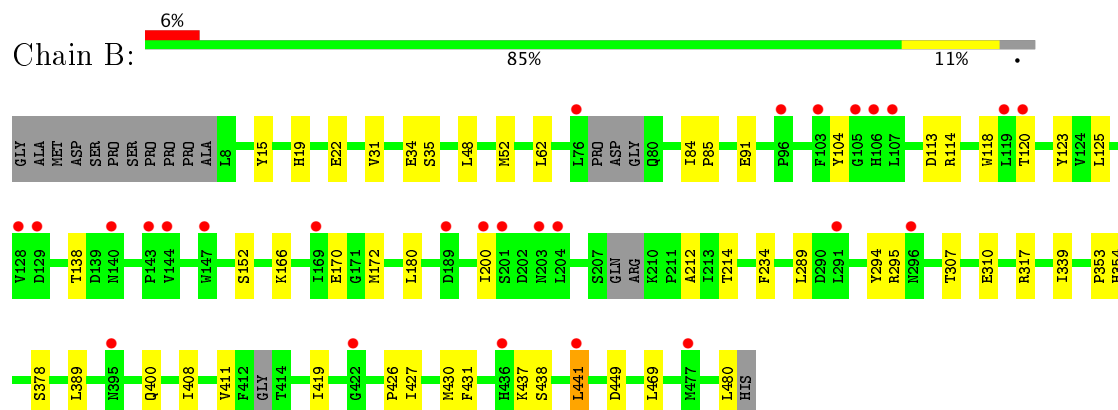 6%
Chain B:
85% 11% •
GLY ALA MET ASP SER PRO SER PRO PRO PRO ALA L8 Y15 H19 E22 V31 E34 S35 L48 M52 L62 L76 PRO ASP GLY Q80 I84 P85 E91 P96 F103 Y104 G105 H106 L107 D113 R114 W118 L119 T120 Y123 V124 L125
V128 D129 T138 D139 N140 P143 V144 W147 S152 K166 I169 E170 G171 M172 L180 D189 I200 S201 D202 N203 L204 S207 GLN ARG K210 P211 A212 I213 T214 F234 L289 D290 L291 Y294 R295 N296 T307 E310 R317 I339 P353 H354
S378 L389 N395 Q400 I408 V411 F412 GLY T414 I419 G422 P426 I427 M430 F431 H436 K437 S438 L441 D449 L469 M477 L480 HIS